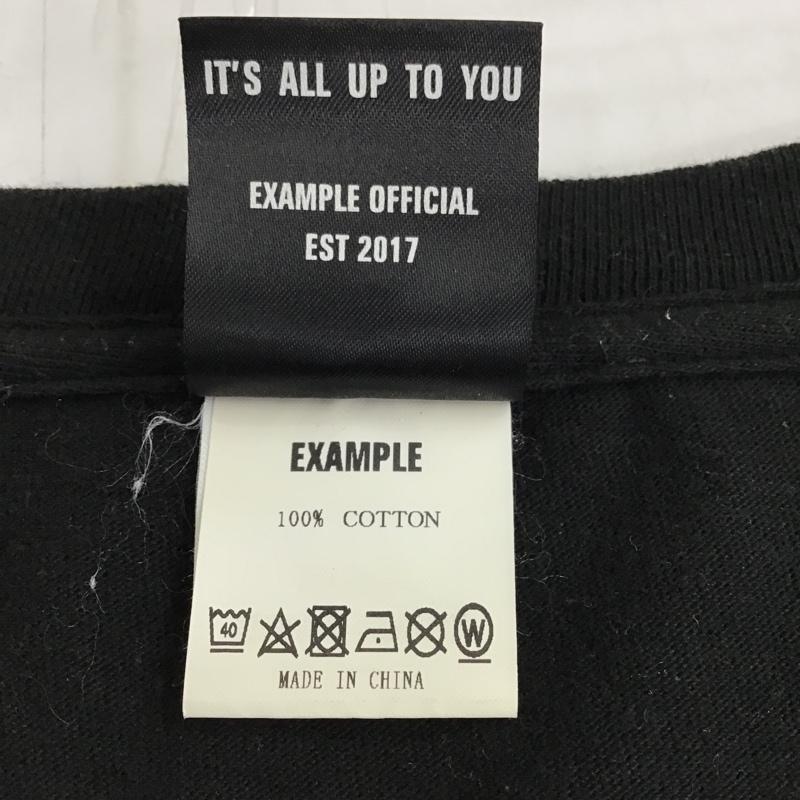 IT'S ALL UP TO YOU
EXAMPLE OFFICIAL
EST 2017
EXAMPLE
100% COTTON
40 W
MADE IN CHINA